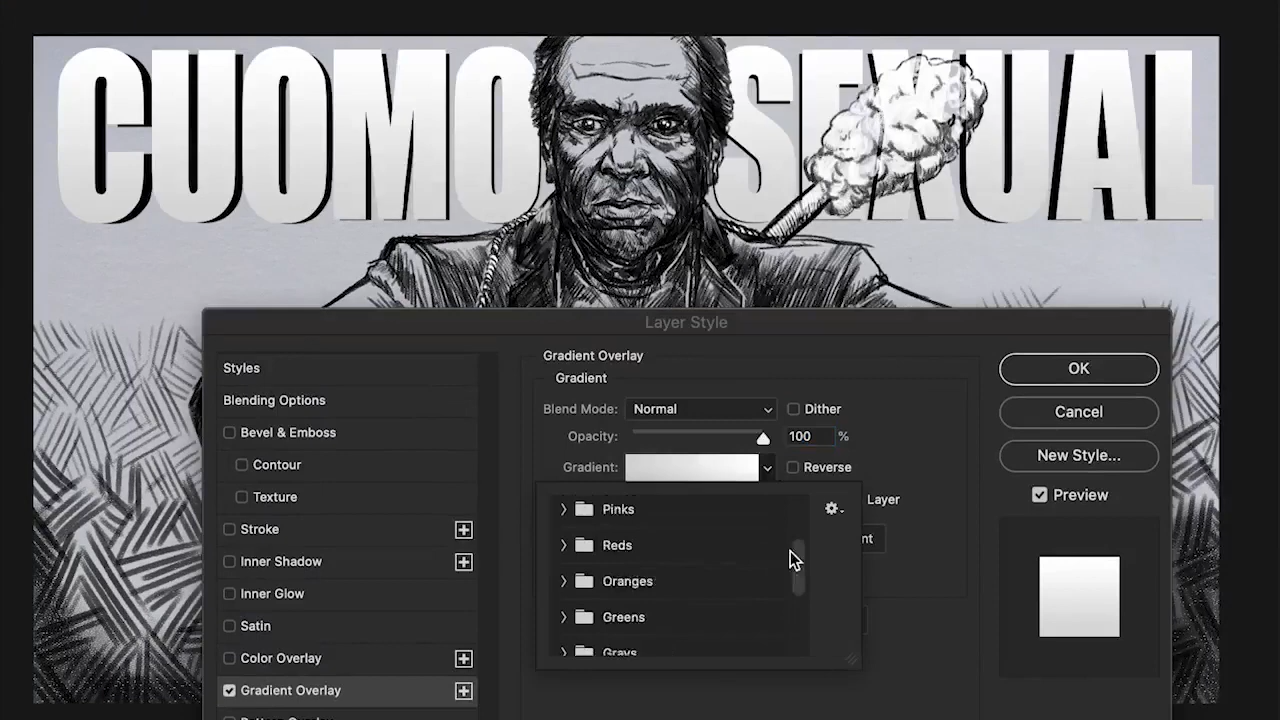 CUOMO SEXUAL
Layer Style
Styles
Blending Options
Bevel & Emboss
Contour
Texture
Stroke
Inner Shadow
Inner Glow
Satin
Color Overlay
Gradient Overlay
Gradient Overlay
Gradient
Blend Mode: Normal Dither
Opacity: 100 %
Gradient: Reverse
Layer
nt
Pinks
Reds
Oranges
Greens
Grays
OK
Cancel
New Style...
Preview